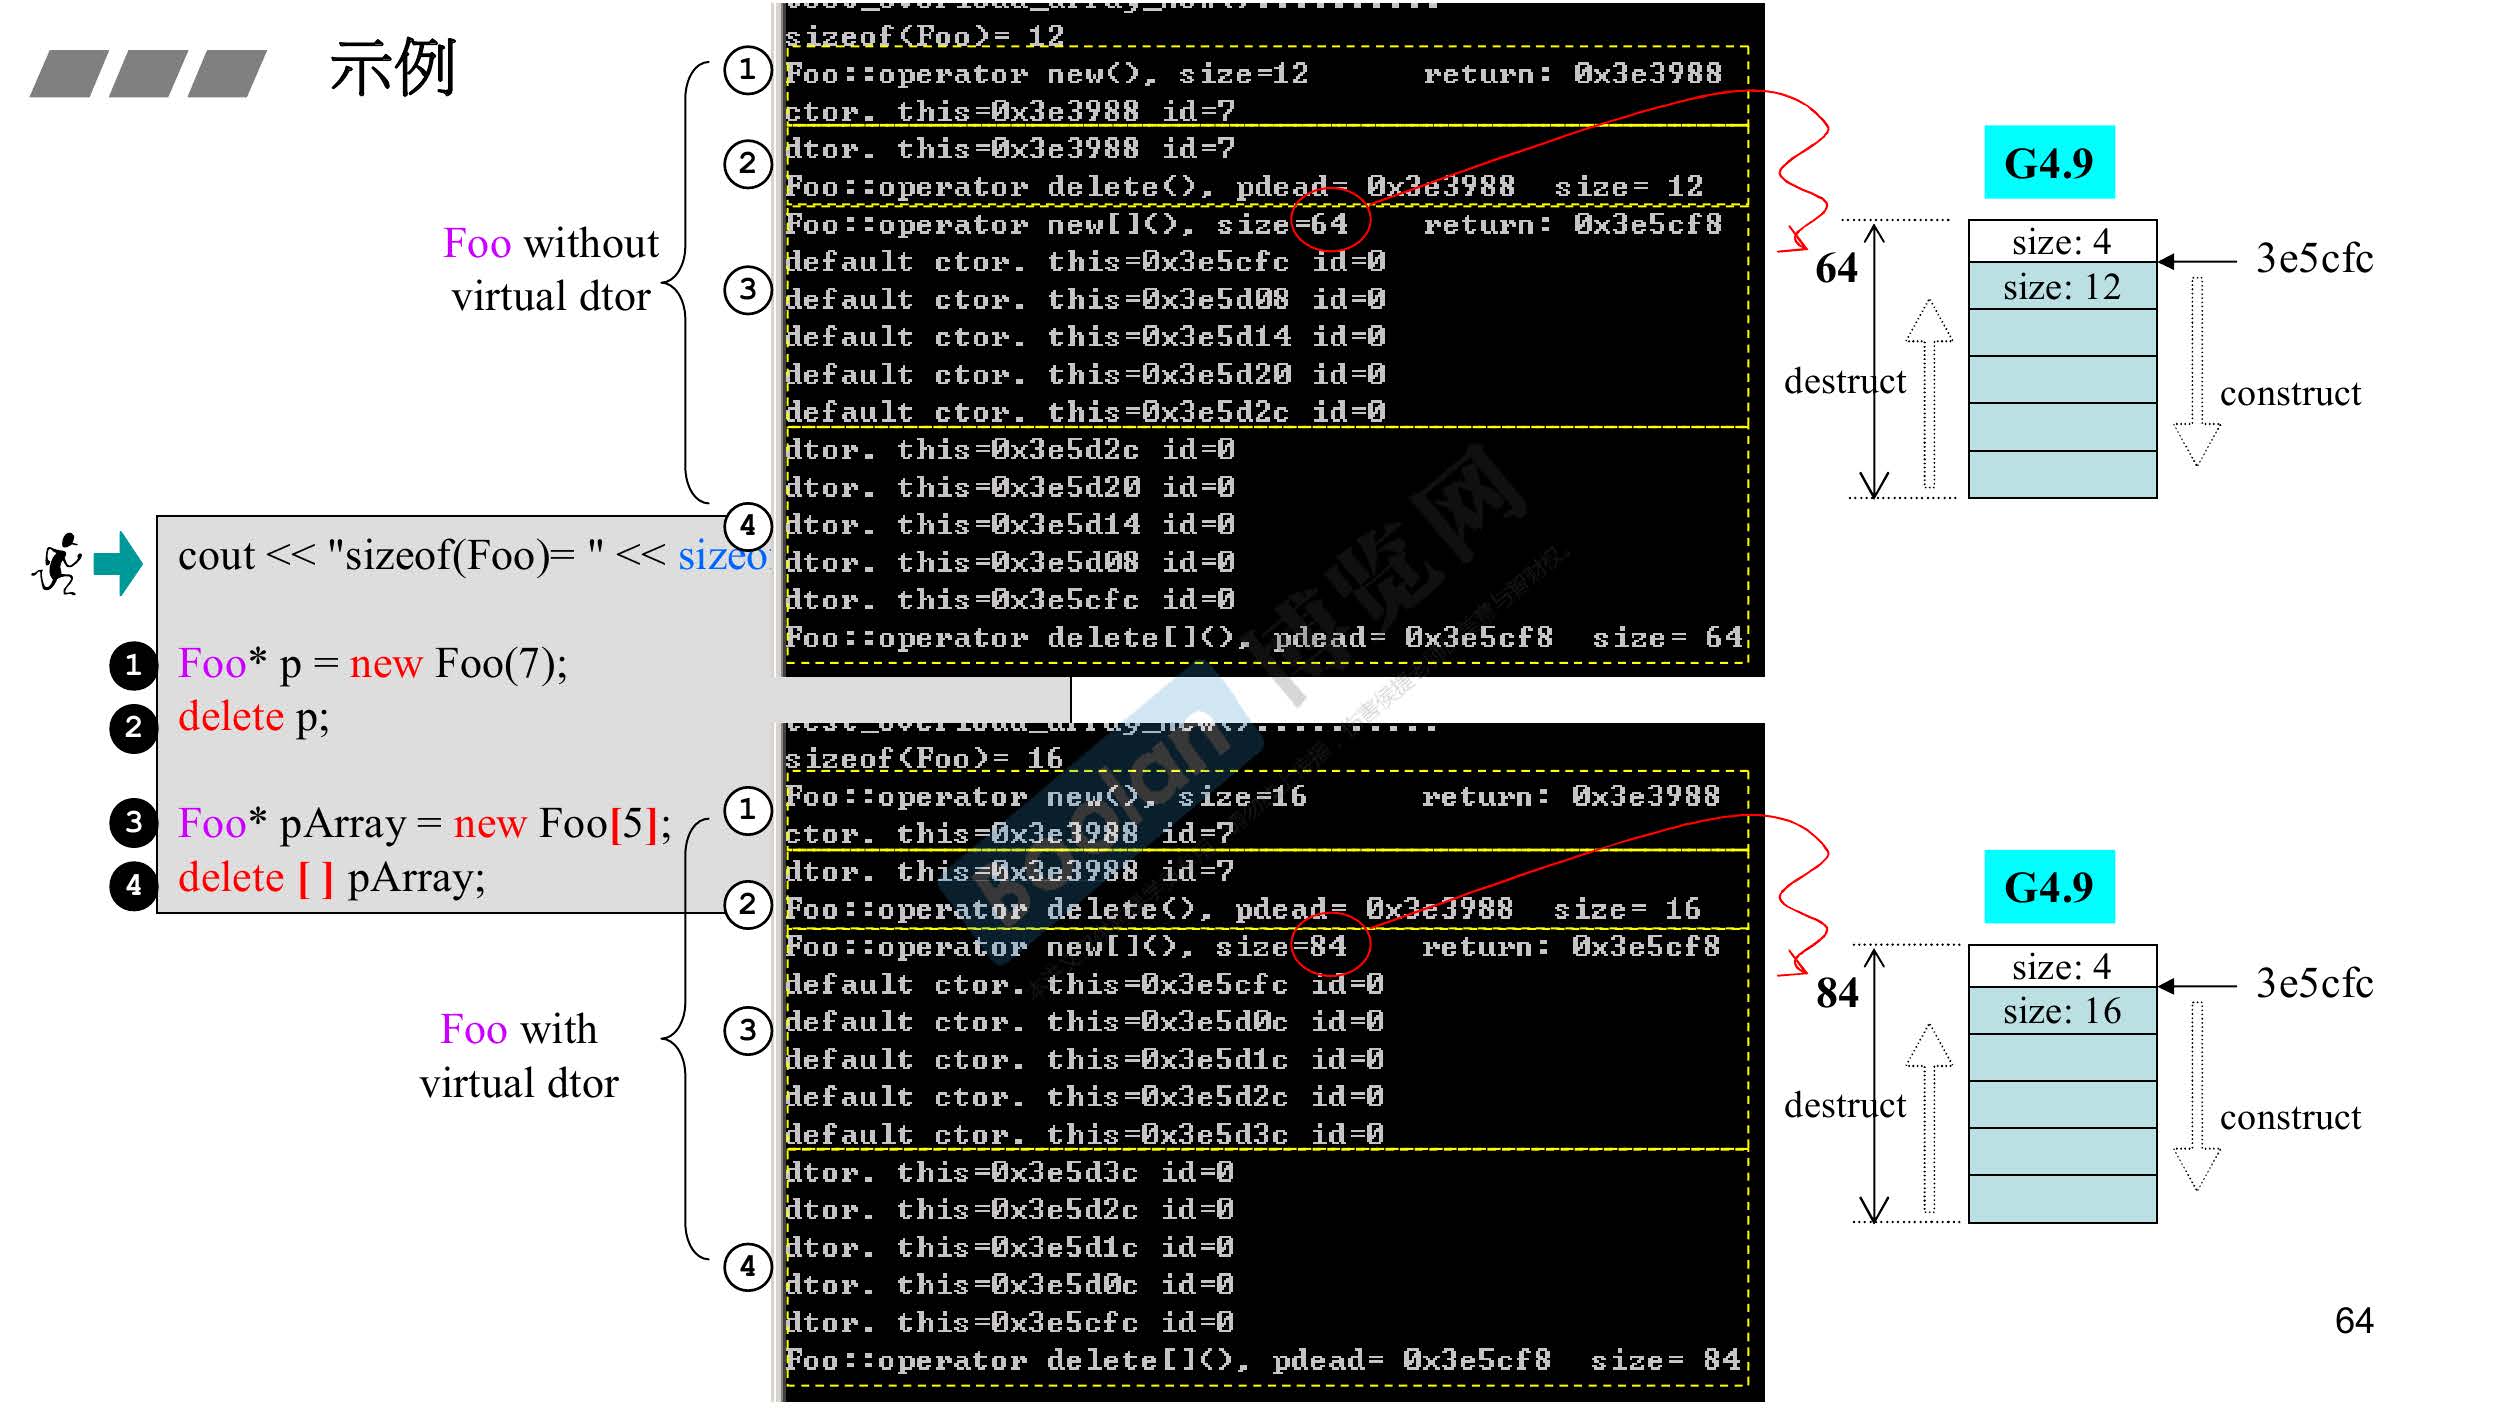 示例
sizeof(Foo)= 12
① Foo::operator new(), size=12 return: 0x3e3988
ctor. this=0x3e3988 id=7
② dtor. this=0x3e3988 id=7
Foo::operator delete(), pdead= 0x3e3988 size= 12
③ Foo::operator new[](), size=64 return: 0x3e5cf8
default ctor. this=0x3e5cfc id=0
default ctor. this=0x3e5d08 id=0
default ctor. this=0x3e5d14 id=0
default ctor. this=0x3e5d20 id=0
default ctor. this=0x3e5d2c id=0
④ dtor. this=0x3e5d2c id=0
dtor. this=0x3e5d20 id=0
dtor. this=0x3e5d14 id=0
dtor. this=0x3e5d08 id=0
dtor. this=0x3e5cfc id=0
Foo::operator delete[](), pdead= 0x3e5cf8 size= 64
Foo without
virtual dtor
G4.9
size: 4
3e5cfc
64
size: 12
destruct
construct
cout << "sizeof(Foo)= " << sizeo
1 Foo* p = new Foo(7);
2 delete p;
3 Foo* pArray = new Foo[5];
4 delete [ ] pArray;
test_overload_array_new()..........
sizeof(Foo)= 16
① Foo::operator new(), size=16 return: 0x3e3988
ctor. this=0x3e3988 id=7
dtor. this=0x3e3988 id=7
② Foo::operator delete(), pdead= 0x3e3988 size= 16
Foo::operator new[](), size=84 return: 0x3e5cf8
default ctor. this=0x3e5cfc id=0
③ default ctor. this=0x3e5d0c id=0
default ctor. this=0x3e5d1c id=0
default ctor. this=0x3e5d2c id=0
default ctor. this=0x3e5d3c id=0
dtor. this=0x3e5d3c id=0
dtor. this=0x3e5d2c id=0
④ dtor. this=0x3e5d1c id=0
dtor. this=0x3e5d0c id=0
dtor. this=0x3e5cfc id=0
Foo::operator delete[](), pdead= 0x3e5cf8 size= 84
Foo with
virtual dtor
G4.9
size: 4
3e5cfc
84
size: 16
destruct
construct
boolan 博览网
64